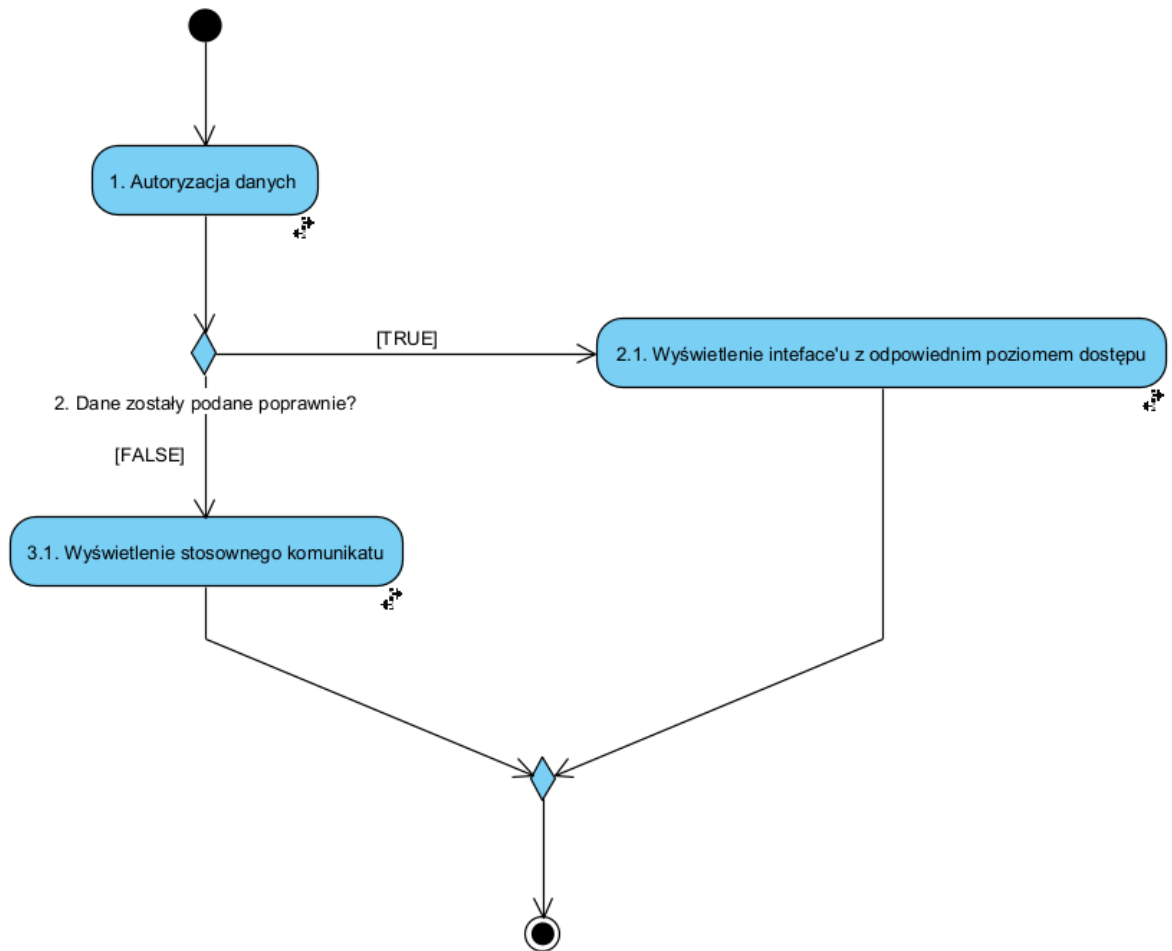 1. Autoryzacja danych
[TRUE]
2.1. Wyświetlenie inteface'u z odpowiednim poziomem dostępu
2. Dane zostały podane poprawnie?
[FALSE]
3.1. Wyświetlenie stosownego komunikatu